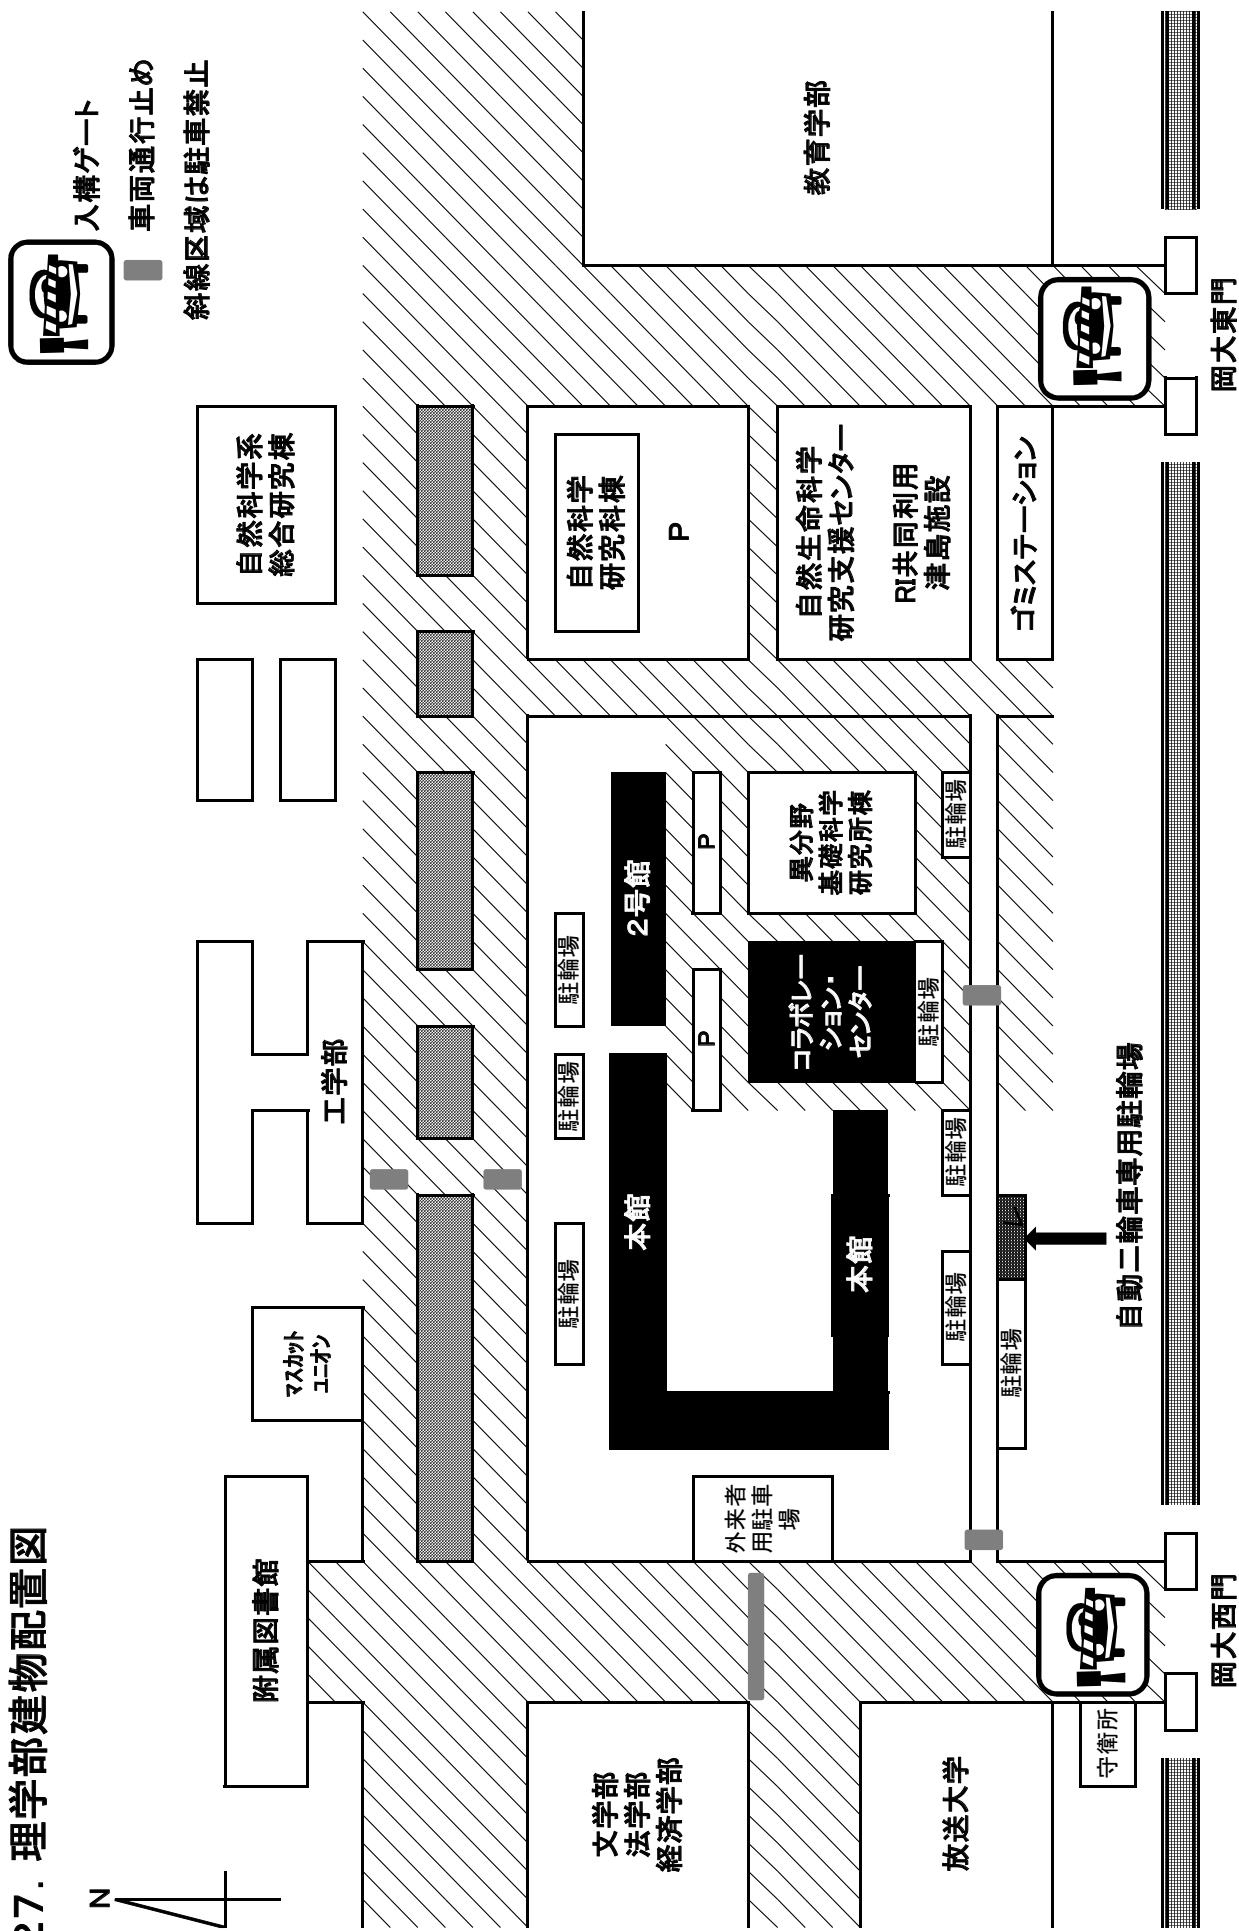 27. 理学部建物配置図
N
入構ゲート
車両通行止め
斜線区域は駐車禁止
附属図書館
マスカット
ユニオン
工学部
自然科学系
総合研究棟
文学部
法学部
経済学部
放送大学
守衛所
外来者
用駐車
場
駐輪場
駐輪場
駐輪場
本館
本館
2号館
P
P
コラボレー
ション・
センター
異分野
基礎科学
研究所棟
駐輪場
駐輪場
駐輪場
駐輪場
駐輪場
自動二輪車専用駐輪場
自然科学
研究科棟
P
自然生命科学
研究支援センター
RI共同利用
津島施設
ゴミステーション
教育学部
岡大西門
岡大東門